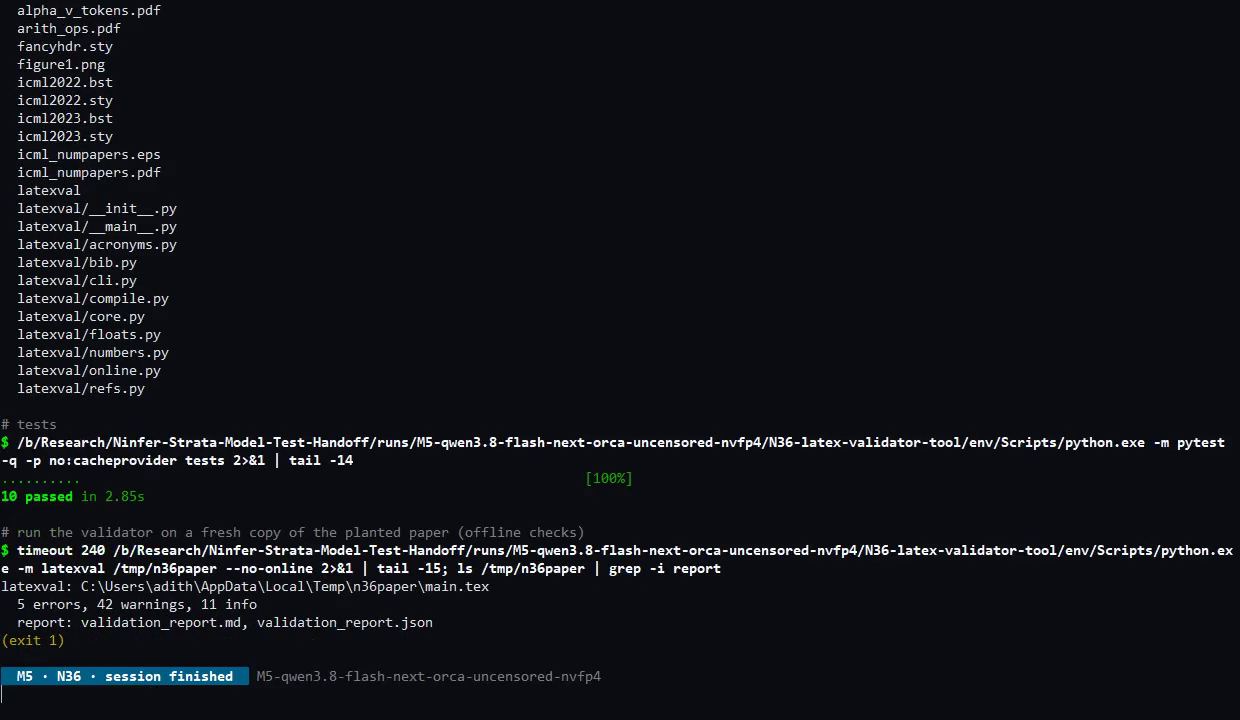 alpha_v_tokens.pdf
arith_ops.pdf
fancyhdr.sty
figure1.png
icml2022.bst
icml2022.sty
icml2023.bst
icml2023.sty
icml_numpapers.eps
icml_numpapers.pdf
latexval
latexval/__init__.py
latexval/__main__.py
latexval/acronyms.py
latexval/bib.py
latexval/cli.py
latexval/compile.py
latexval/core.py
latexval/floats.py
latexval/numbers.py
latexval/online.py
latexval/refs.py
# tests
$ /b/Research/Ninfer-Strata-Model-Test-Handoff/runs/M5-qwen3.8-flash-next-orca-uncensored-nvfp4/N36-latex-validator-tool/env/Scripts/python.exe -m pytest
-q -p no:cacheprovider tests 2>&1 | tail -14
.......... [100%]
10 passed in 2.85s
# run the validator on a fresh copy of the planted paper (offline checks)
$ timeout 240 /b/Research/Ninfer-Strata-Model-Test-Handoff/runs/M5-qwen3.8-flash-next-orca-uncensored-nvfp4/N36-latex-validator-tool/env/Scripts/python.ex
e -m latexval /tmp/n36paper --no-online 2>&1 | tail -15; ls /tmp/n36paper | grep -i report
latexval: C:\Users\adith\AppData\Local\Temp\n36paper\main.tex
5 errors, 42 warnings, 11 info
report: validation_report.md, validation_report.json
(exit 1)
M5 · N36 · session finished M5-qwen3.8-flash-next-orca-uncensored-nvfp4